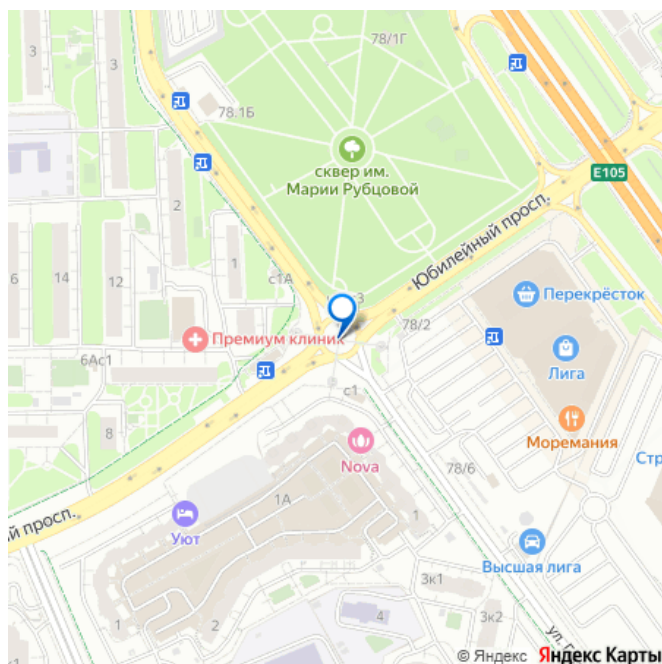 78/1Г
3
3
78.1Б
сквер им.
Марии Рубцовой
E105
2
Юбилейный просп.
6
14
12
1
с1А
3
Перекрёсток
78/2
Премиум клиник
Лига
6Ас1
с1
Моремания
8
Nova
78/6
Стр
1А
Уют
ый просп.
1
Высшая лига
3к1
1
2
4
3к2
ул.
© Яндекс Яндекс Карты